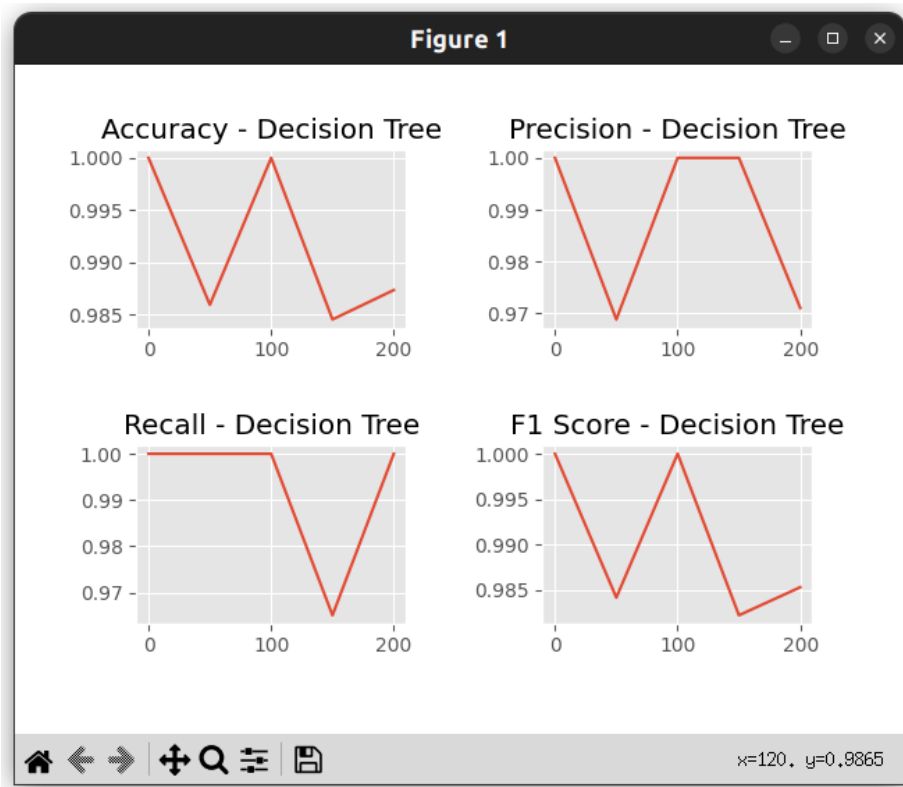 Figure 1
Accuracy - Decision Tree
1.000
0.995
0.990
0.985
0 100 200
Precision - Decision Tree
1.00
0.99
0.98
0.97
0 100 200
Recall - Decision Tree
1.00
0.99
0.98
0.97
0 100 200
F1 Score - Decision Tree
1.000
0.995
0.990
0.985
0 100 200
x=120. y=0.9865